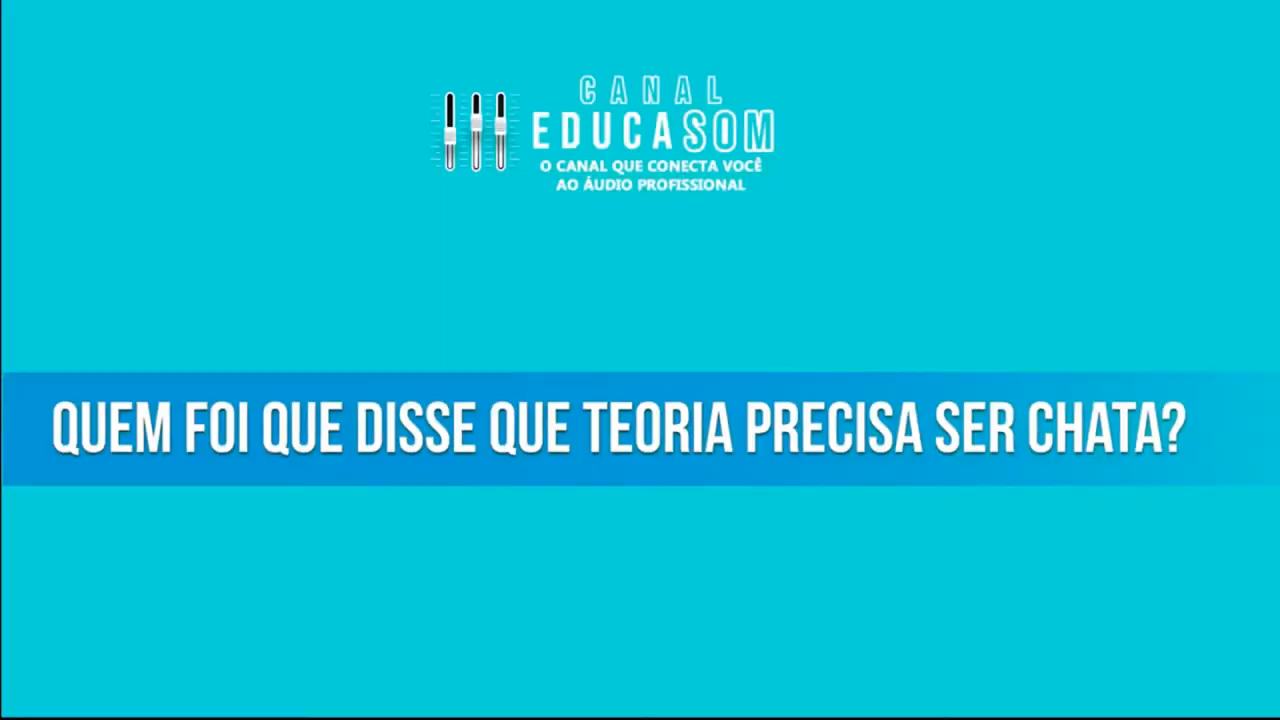 CANAL
EDUCASOM
O CANAL QUE CONECTA VOCÊ
AO ÁUDIO PROFISSIONAL
QUEM FOI QUE DISSE QUE TEORIA PRECISA SER CHATA?